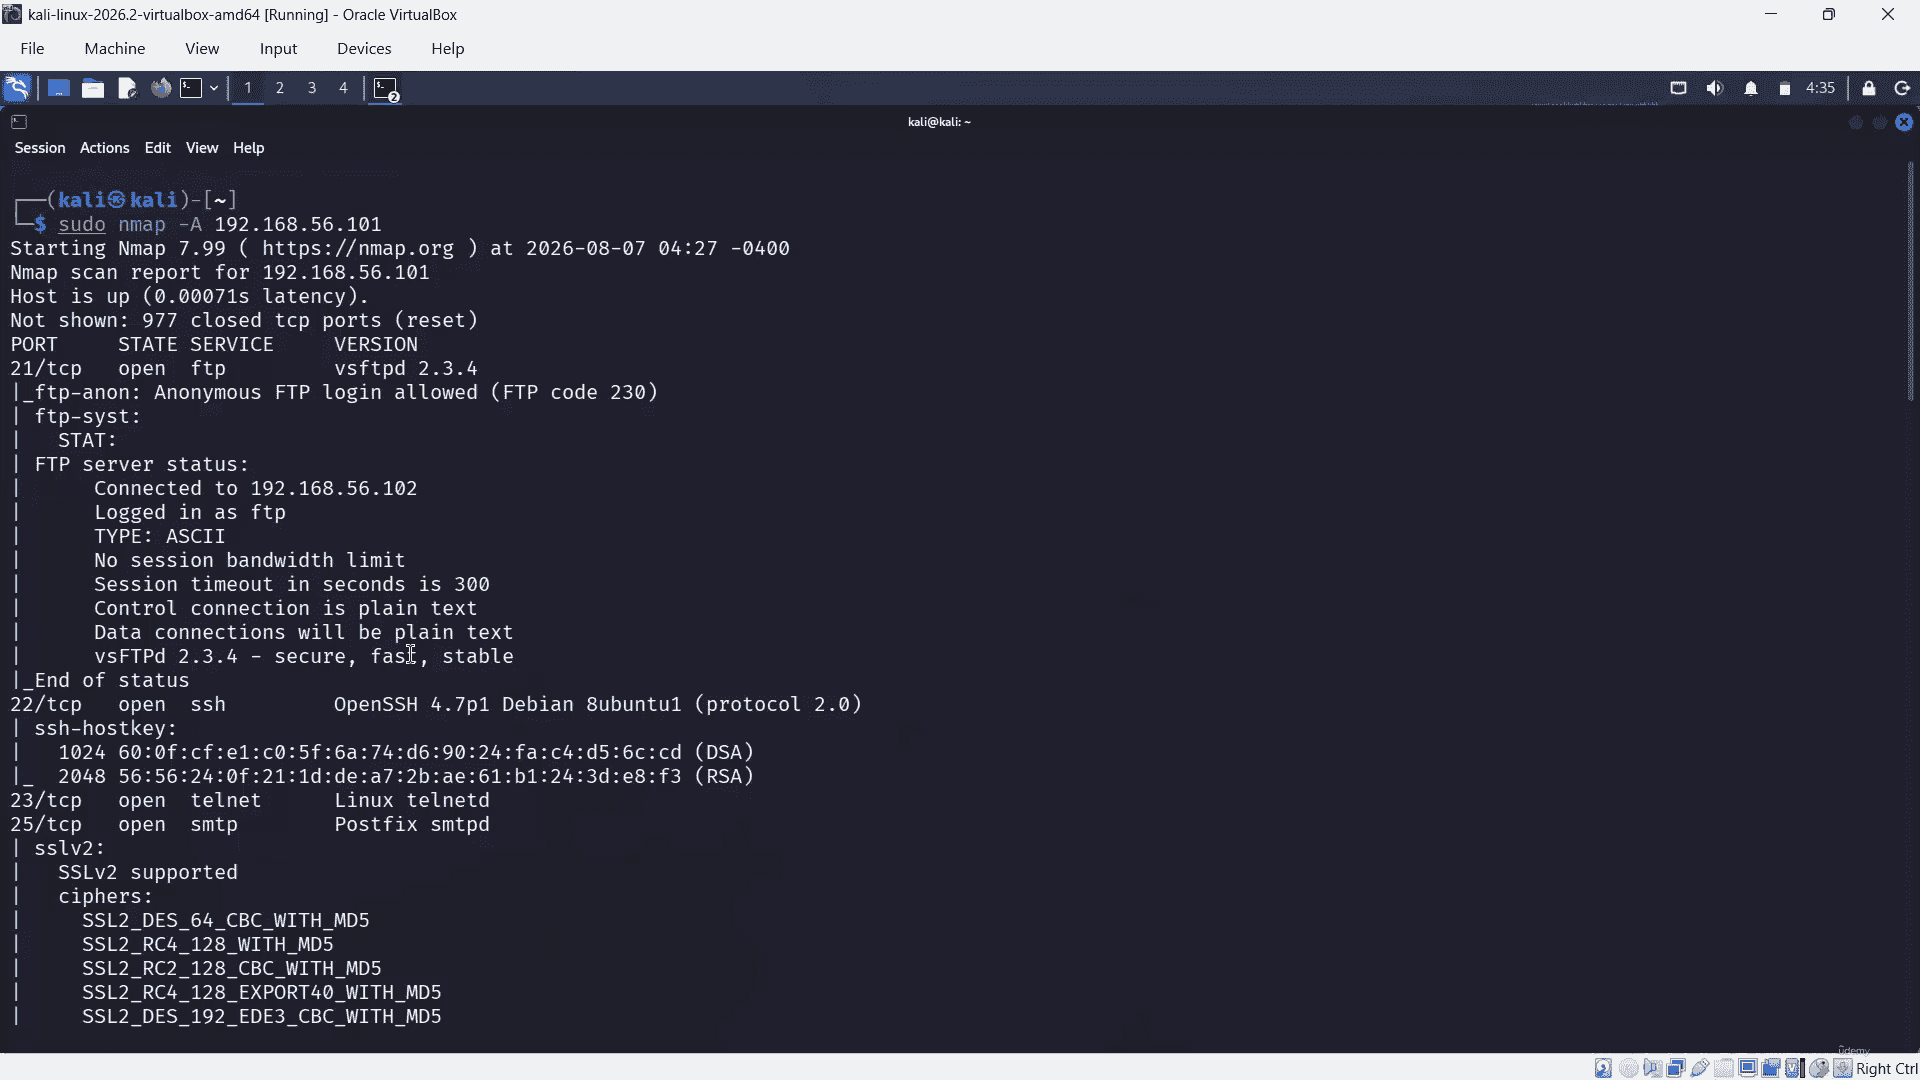 kali-linux-2026.2-virtualbox-amd64 [Running] - Oracle VirtualBox
File Machine View Input Devices Help
1 2 3 4 2 4:35
kali@kali: ~
Session Actions Edit View Help
┌──(kali㉿kali)-[~]
└─$ sudo nmap -A 192.168.56.101
Starting Nmap 7.99 ( https://nmap.org ) at 2026-08-07 04:27 -0400
Nmap scan report for 192.168.56.101
Host is up (0.00071s latency).
Not shown: 977 closed tcp ports (reset)
PORT     STATE SERVICE     VERSION
21/tcp   open  ftp         vsftpd 2.3.4
|_ftp-anon: Anonymous FTP login allowed (FTP code 230)
| ftp-syst:
|   STAT:
| FTP server status:
|      Connected to 192.168.56.102
|      Logged in as ftp
|      TYPE: ASCII
|      No session bandwidth limit
|      Session timeout in seconds is 300
|      Control connection is plain text
|      Data connections will be plain text
|      vsFTPd 2.3.4 - secure, fast, stable
|_End of status
22/tcp   open  ssh         OpenSSH 4.7p1 Debian 8ubuntu1 (protocol 2.0)
| ssh-hostkey:
|   1024 60:0f:cf:e1:c0:5f:6a:74:d6:90:24:fa:c4:d5:6c:cd (DSA)
|_  2048 56:56:24:0f:21:1d:de:a7:2b:ae:61:b1:24:3d:e8:f3 (RSA)
23/tcp   open  telnet      Linux telnetd
25/tcp   open  smtp        Postfix smtpd
| sslv2:
|   SSLv2 supported
|   ciphers:
|     SSL2_DES_64_CBC_WITH_MD5
|     SSL2_RC4_128_WITH_MD5
|     SSL2_RC2_128_CBC_WITH_MD5
|     SSL2_RC4_128_EXPORT40_WITH_MD5
|     SSL2_DES_192_EDE3_CBC_WITH_MD5
udemy
Right Ctrl